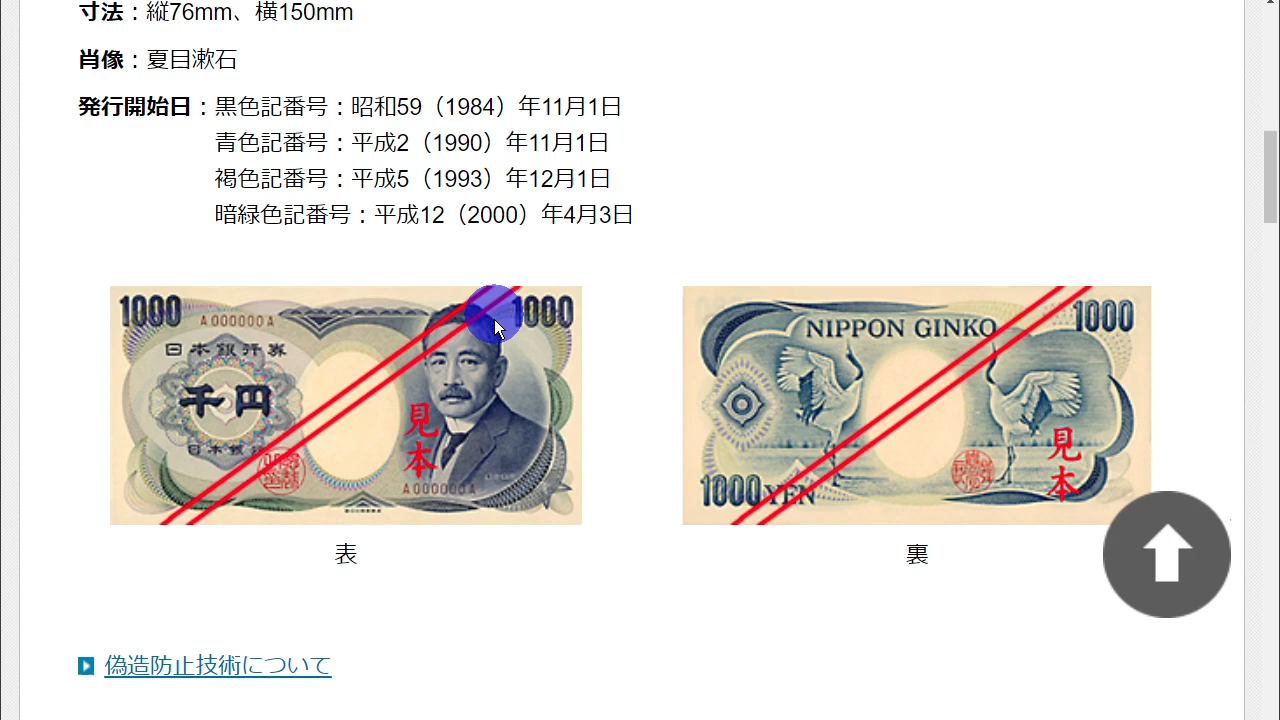 寸法：縦76mm、横150mm
肖像：夏目漱石
発行開始日：黒色記番号：昭和59（1984）年11月1日
青色記番号：平成2（1990）年11月1日
褐色記番号：平成5（1993）年12月1日
暗緑色記番号：平成12（2000）年4月3日
1000
A000000A
1000
日本銀行券
千円
日本銀行
見本
A000000A
1000
NIPPON GINKO
見本
1000 YEN
表
裏
偽造防止技術について